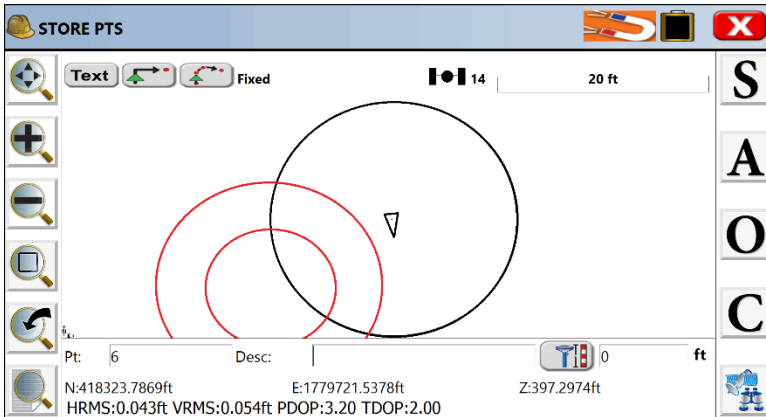 STORE PTS
X
Text Fixed 14 20 ft
S
A
O
C
Pt: 6 Desc: 0 ft
N:418323.7869ft E:1779721.5378ft Z:397.2974ft
HRMS:0.043ft VRMS:0.054ft PDOP:3.20 TDOP:2.00